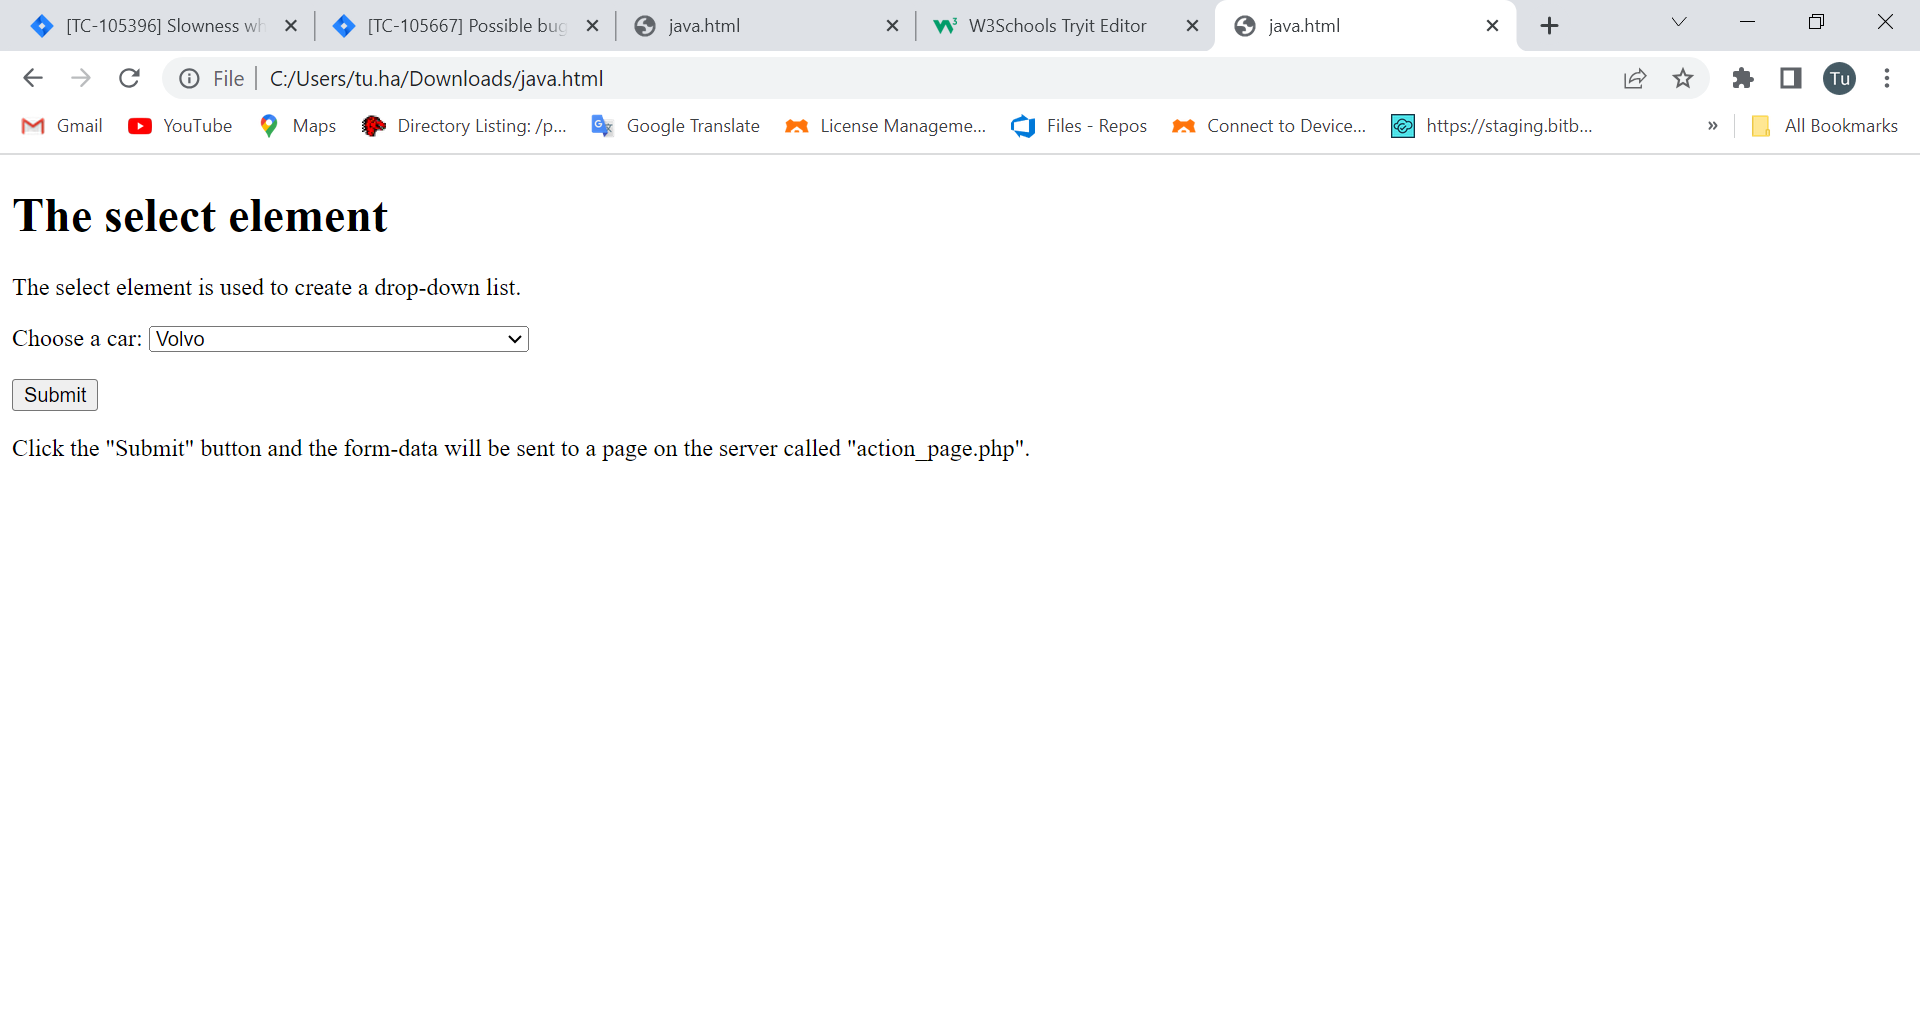 [TC-105396] Slowness wh
[TC-105667] Possible bug
java.html
W3Schools Tryit Editor
java.html
File
C:/Users/tu.ha/Downloads/java.html
Tu
Gmail
YouTube
Maps
Directory Listing: /p...
Google Translate
License Manageme...
Files - Repos
Connect to Device...
https://staging.bitb...
»
All Bookmarks
The select element
The select element is used to create a drop-down list.
Choose a car: Volvo
Submit
Click the "Submit" button and the form-data will be sent to a page on the server called "action_page.php".